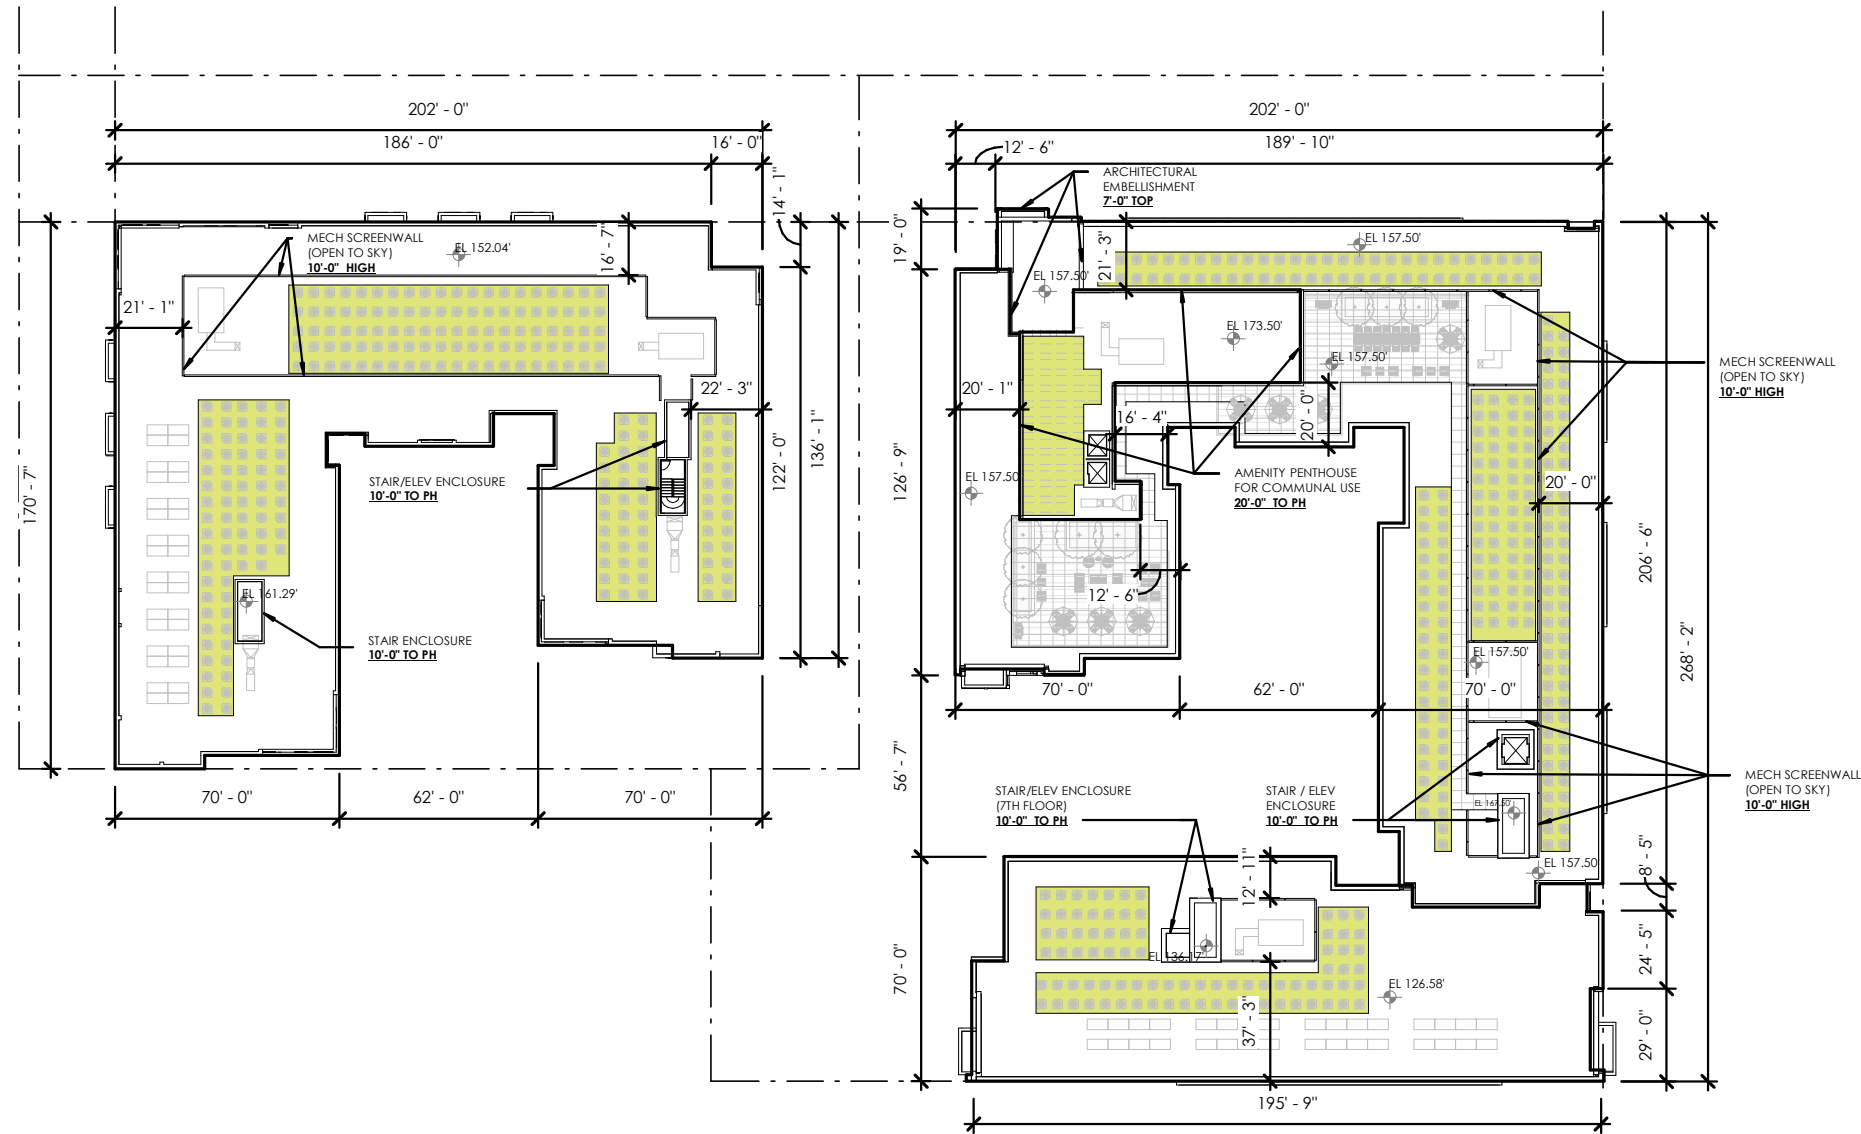 202' - 0"
186' - 0"
16' - 0"
14' - 1"
MECH SCREENWALL
(OPEN TO SKY)
10'-0" HIGH
EL 152.04'
16' - 7"
21' - 1"
22' - 3"
170' - 7"
122' - 0"
136' - 1"
STAIR/ELEV ENCLOSURE
10'-0" TO PH
EL 161.29'
STAIR ENCLOSURE
10'-0" TO PH
70' - 0"
62' - 0"
70' - 0"
202' - 0"
12' - 6"
189' - 10"
ARCHITECTURAL
EMBELLISHMENT
7'-0" TOP
19' - 0"
21' - 3"
EL 157.50'
EL 157.50'
EL 173.50'
EL 157.50'
MECH SCREENWALL
(OPEN TO SKY)
10'-0" HIGH
20' - 1"
16' - 4"
20' - 0"
126' - 9"
EL 157.50
AMENITY PENTHOUSE
FOR COMMUNAL USE
20'-0" TO PH
20' - 0"
206' - 6"
268' - 2"
12' - 6"
EL 157.50'
70' - 0"
62' - 0"
70' - 0"
56' - 7"
MECH SCREENWALL
(OPEN TO SKY)
10'-0" HIGH
STAIR/ELEV ENCLOSURE
(7TH FLOOR)
10'-0" TO PH
STAIR / ELEV
ENCLOSURE
10'-0" TO PH
EL 167.50'
EL 157.50
8' - 5"
12' - 11"
70' - 0"
EL 136.17'
EL 126.58'
24' - 5"
37' - 3"
29' - 0"
195' - 9"